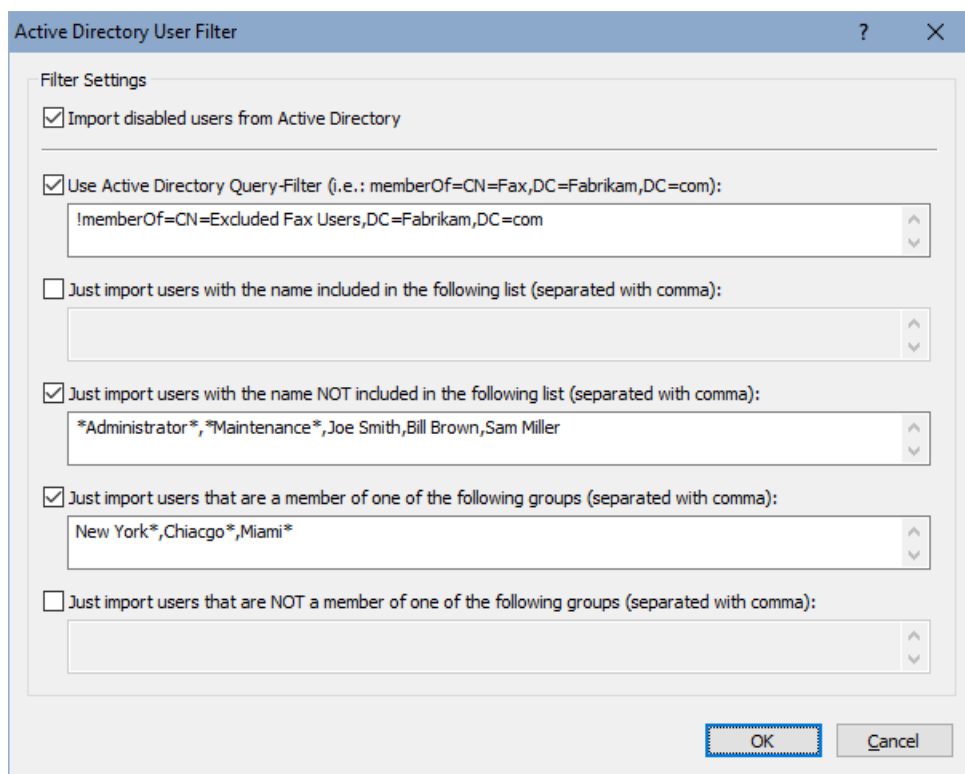 Active Directory User Filter
Filter Settings
Import disabled users from Active Directory
Use Active Directory Query-Filter (i.e.: memberOf=CN=Fax,DC=Fabrikam,DC=com):
!memberOf=CN=Excluded Fax Users,DC=Fabrikam,DC=com
Just import users with the name included in the following list (separated with comma):
Just import users with the name NOT included in the following list (separated with comma):
*Administrator*,*Maintenance*,Joe Smith,Bill Brown,Sam Miller
Just import users that are a member of one of the following groups (separated with comma):
New York*,Chiacgo*,Miami*
Just import users that are NOT a member of one of the following groups (separated with comma):
OK Cancel